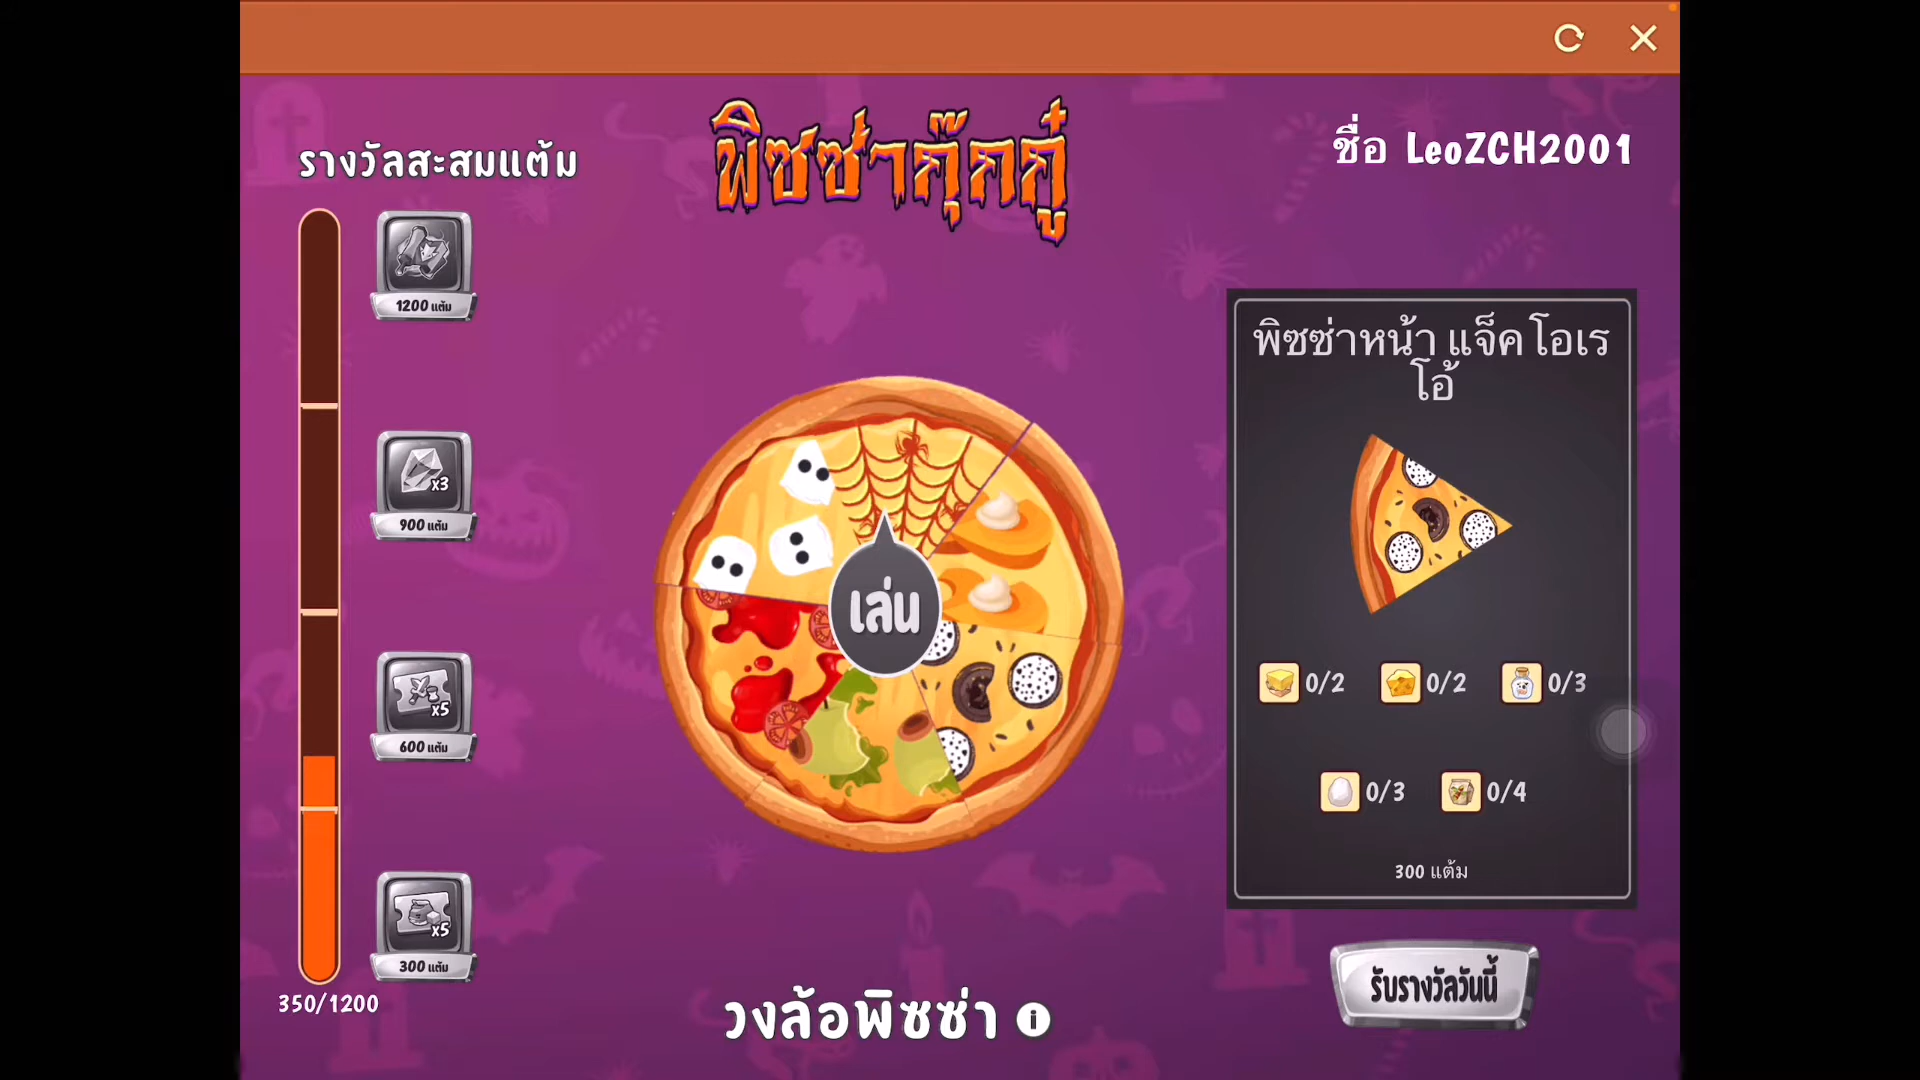 พิซซ่ากุ๊กกู๋
ชื่อ LeoZCH2001
รางวัลสะสมแต้ม
1200 แต้ม
x3
900 แต้ม
x5
600 แต้ม
x5
300 แต้ม
350/1200
เล่น
วงล้อพิซซ่า i
พิซซ่าหน้า แจ็คโอเร
โอ้
0/2 0/2 0/3
0/3 0/4
300 แต้ม
รับรางวัลวันนี้